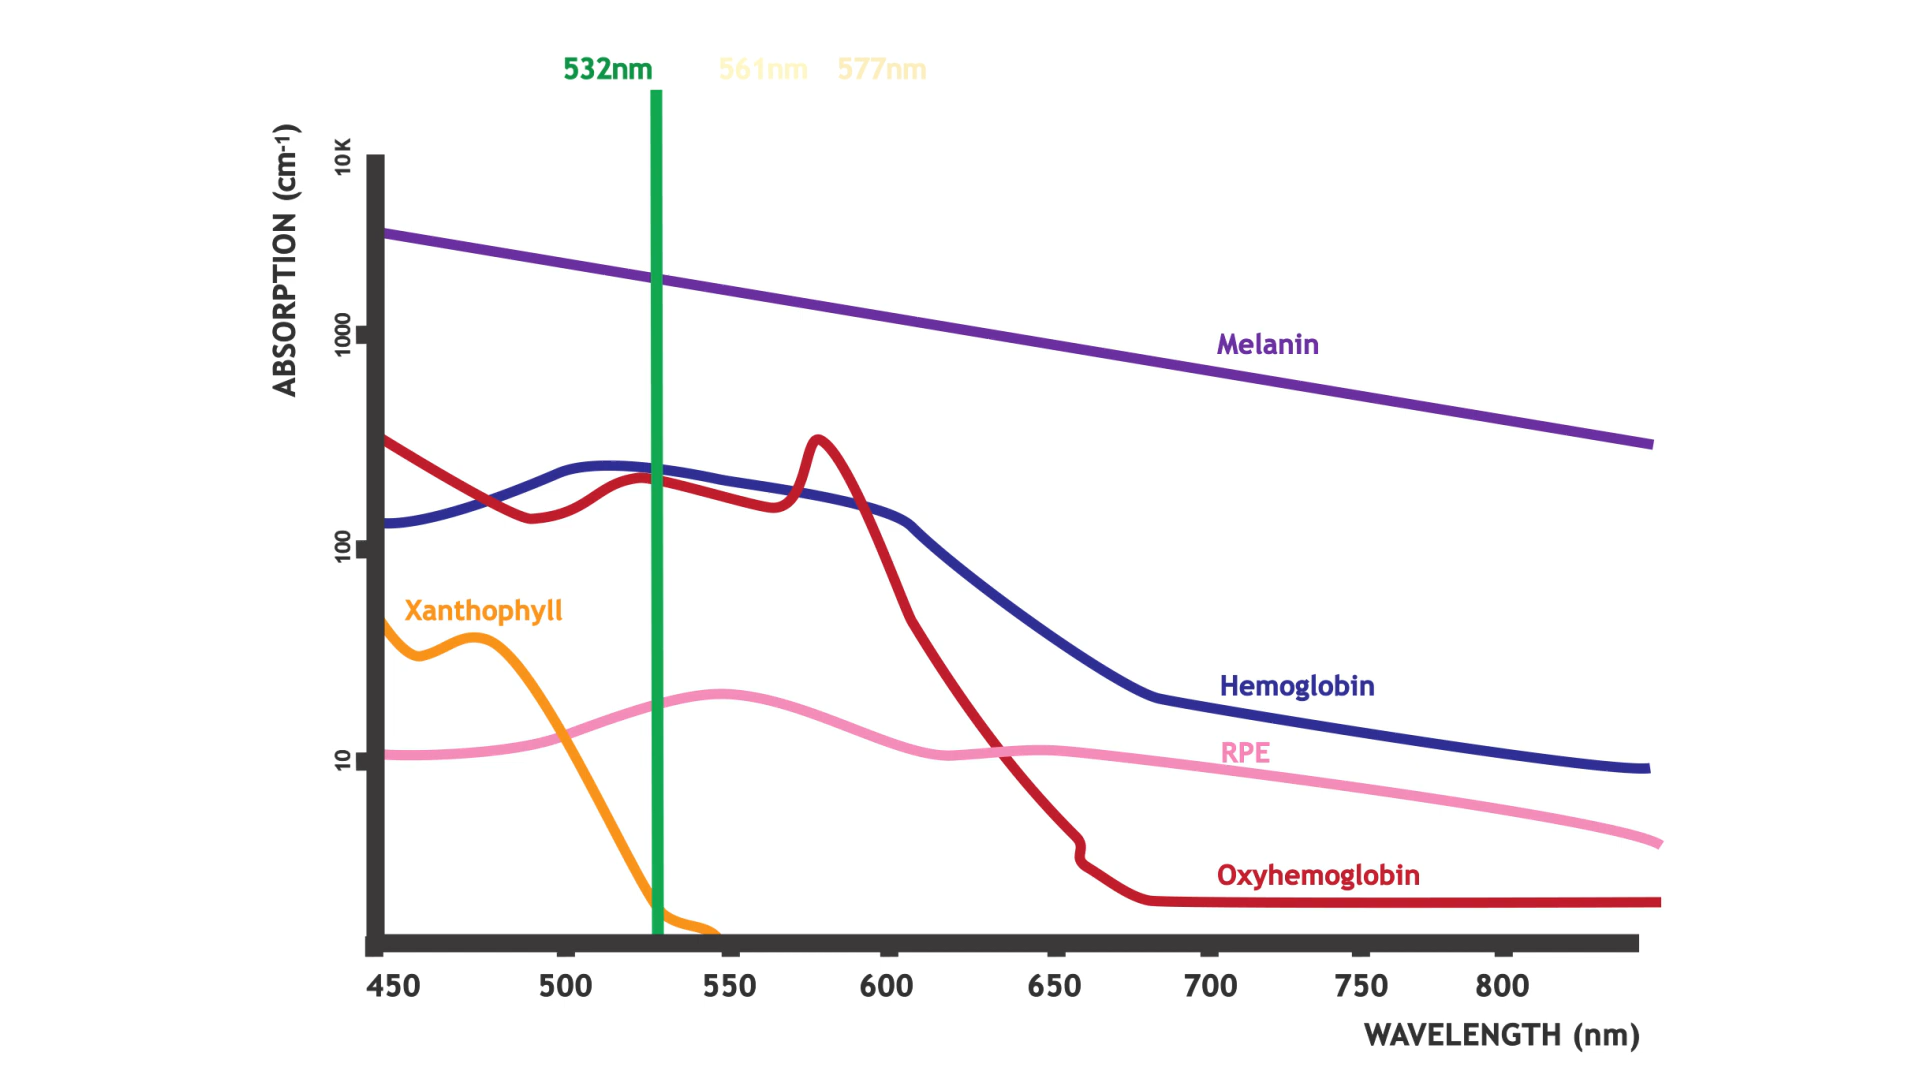 532nm 561nm 577nm
ABSORPTION (cm-1)
10K
1000
100
10
Melanin
Xanthophyll
Hemoglobin
RPE
Oxyhemoglobin
450 500 550 600 650 700 750 800
WAVELENGTH (nm)